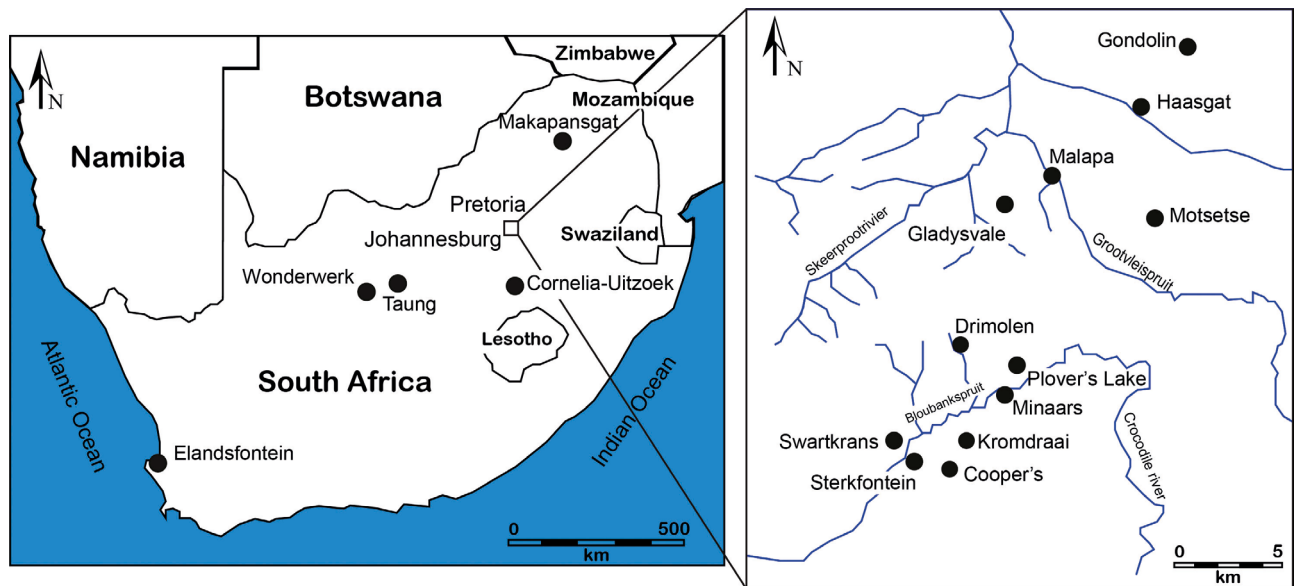 N
Zimbabwe
Botswana
Mozambique
Makapansgat
Namibia
Pretoria
Johannesburg
Swaziland
Wonderwerk
Taung
Cornelia-Uitzoek
Lesotho
South Africa
Atlantic Ocean
Indian Ocean
Elandsfontein
0 500
km
N
Gondolin
Haasgat
Malapa
Motsetse
Gladysvale
Skeerprootrivier
Grootvleispruit
Drimolen
Plover's Lake
Bloubankspruit
Minaars
Swartkrans
Kromdraai
Sterkfontein
Cooper's
Crocodile river
0 5
km